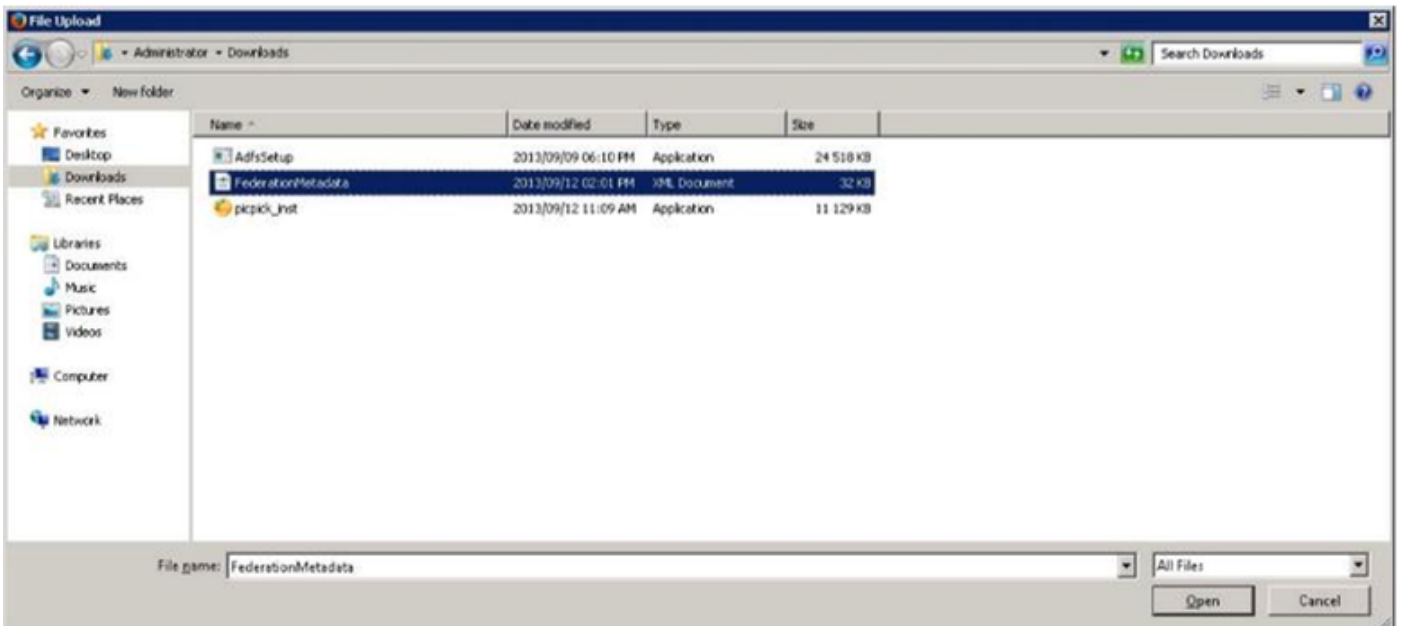 File Upload
Administrator Downloads
Search Downloads
Organize New folder
Name Date modified Type Size
Favorites
Desktop
Downloads
Recent Places
Libraries
Documents
Music
Pictures
Videos
Computer
Network
AdfsSetup 2013/09/09 06:10 PM Application 24 518 KB
FederationMetadata 2013/09/12 02:01 PM XML Document 32 KB
picpick_inst 2013/09/12 11:09 AM Application 11 129 KB
File name: FederationMetadata
All Files
Open Cancel